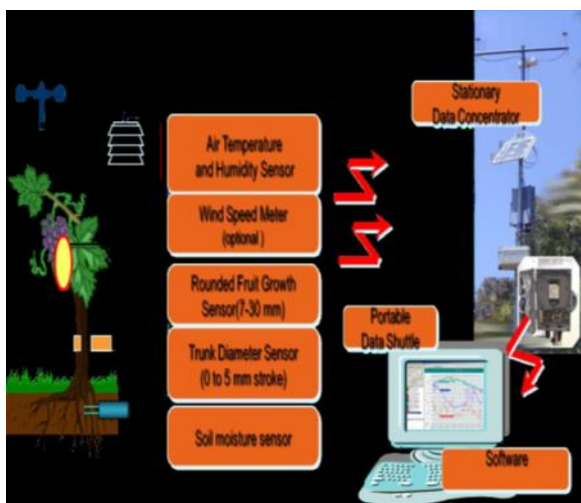 Stationary
Data Concentrator
Air Temperature
and Humidity Sensor
Wind Speed Meter
(optional )
Rounded Fruit Growth
Sensor(7-30 mm)
Trunk Diameter Sensor
(0 to 5 mm stroke)
Soil moisture sensor
Portable
Data Shuttle
Software